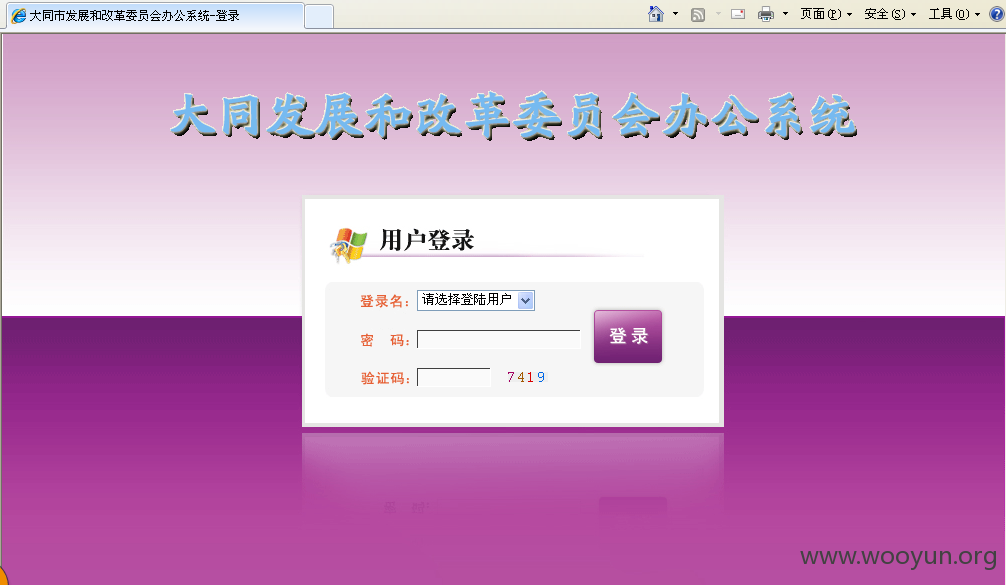 大同市发展和改革委员会办公系统-登录
页面(P) 安全(S) 工具(O)
大同发展和改革委员会办公系统
用户登录
登录名: 请选择登陆用户
密 码:
登 录
验证码: 7419
www.wooyun.org